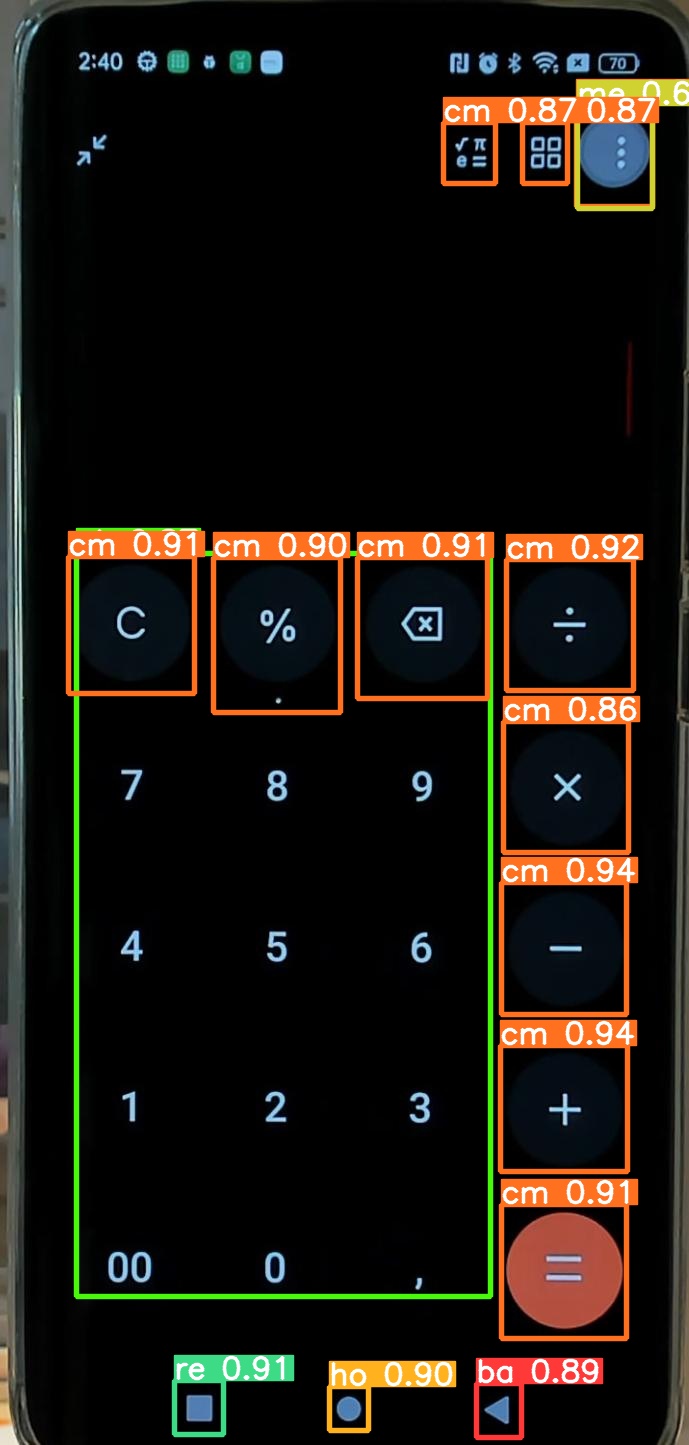 2:40 70
me 0.6
cm 0.87 0.87
√ π
e =
cm 0.91 cm 0.90 cm 0.91 cm 0.92
C % ÷
cm 0.86
7 8 9 ×
cm 0.94
4 5 6 −
cm 0.94
1 2 3 +
cm 0.91
00 0 , =
re 0.91 ho 0.90 ba 0.89